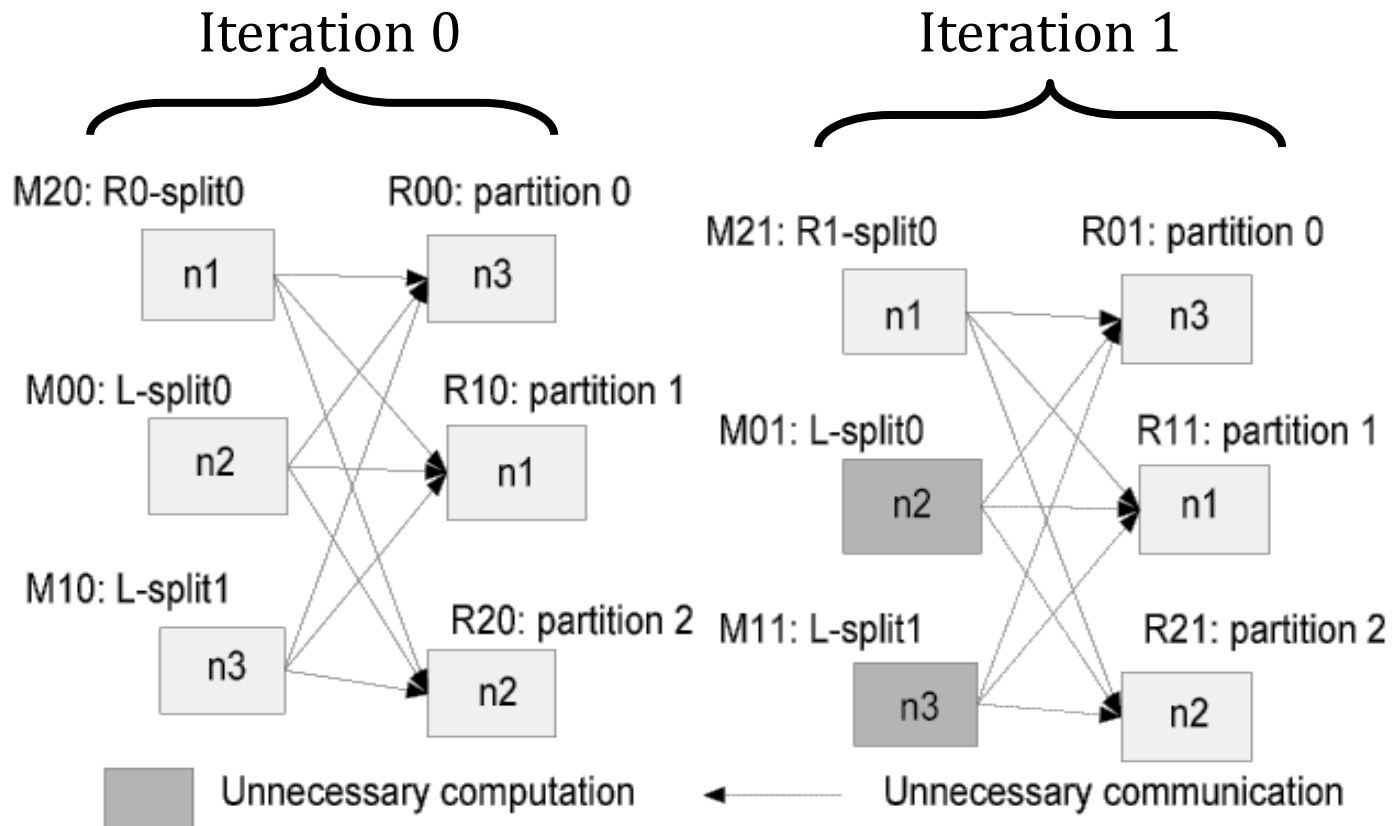 Iteration 0
Iteration 1
M20: R0-split0
R00: partition 0
n1
n3
M00: L-split0
R10: partition 1
n2
n1
M10: L-split1
R20: partition 2
n3
n2
M21: R1-split0
R01: partition 0
n1
n3
M01: L-split0
R11: partition 1
n2
n1
M11: L-split1
R21: partition 2
n3
n2
Unnecessary computation
Unnecessary communication